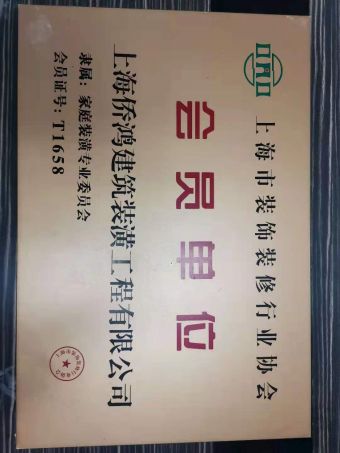 上海市装饰装修行业协会
会员单位
上海侨鸿建筑装潢工程有限公司
隶属：家庭装潢专业委员会
会员证号：T1658